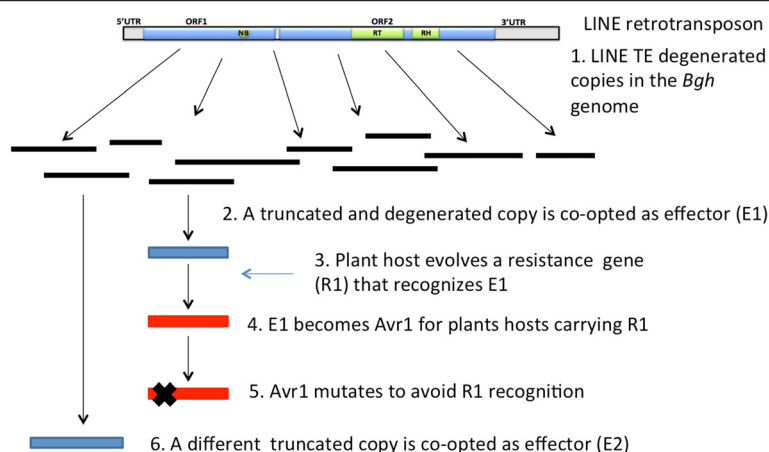 5'UTR ORF1 ORF2 3'UTR
LINE retrotransposon
NB RT RH
1. LINE TE degenerated
copies in the Bgh
genome
2. A truncated and degenerated copy is co-opted as effector (E1)
3. Plant host evolves a resistance gene
(R1) that recognizes E1
4. E1 becomes Avr1 for plants hosts carrying R1
5. Avr1 mutates to avoid R1 recognition
6. A different truncated copy is co-opted as effector (E2)